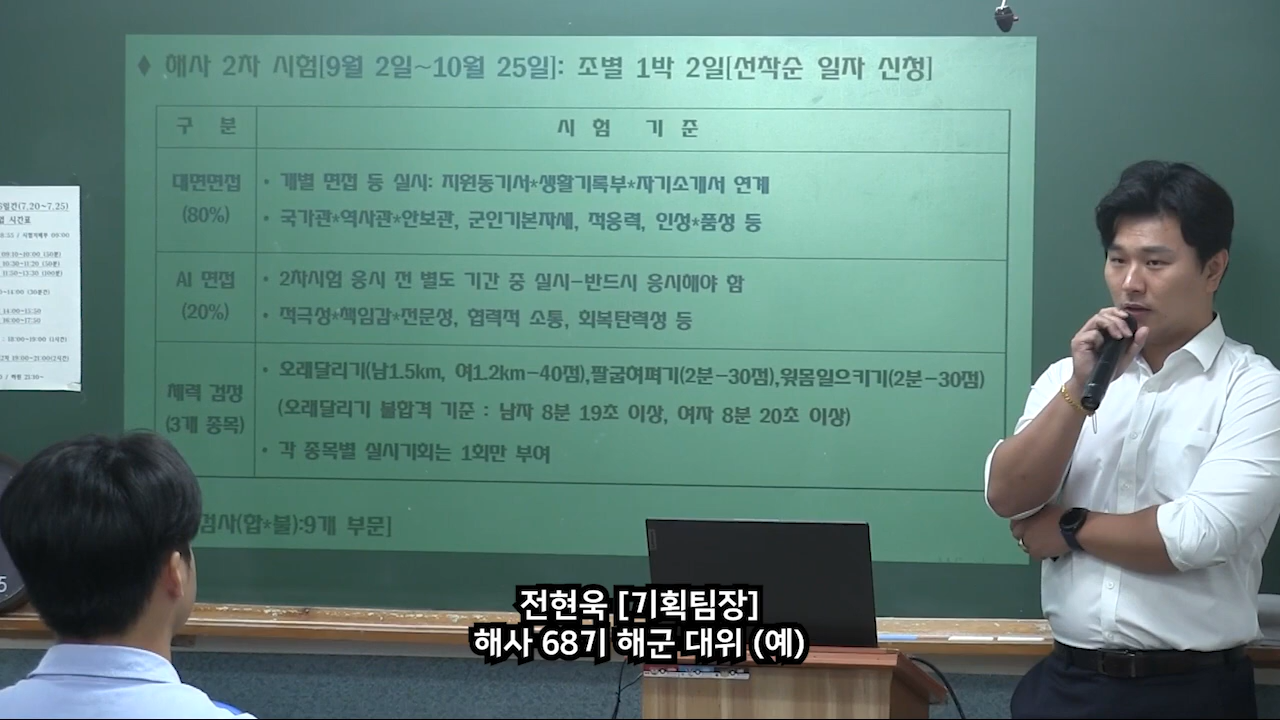 ◆ 해사 2차 시험[9월 2일~10월 25일]: 조별 1박 2일[선착순 일자 신청]
구 분
시 험 기 준
대면면접
(80%)
• 개별 면접 등 실시: 지원동기서*생활기록부*자기소개서 연계
• 국가관*역사관*안보관, 군인기본자세, 적응력, 인성*품성 등
AI 면접
(20%)
• 2차시험 응시 전 별도 기간 중 실시-반드시 응시해야 함
• 적극성*책임감*전문성, 협력적 소통, 회복탄력성 등
체력 검정
(3개 종목)
• 오래달리기(남1.5km, 여1.2km-40점),팔굽혀펴기(2분-30점),윗몸일으키기(2분-30점)
(오래달리기 불합격 기준 : 남자 8분 19초 이상, 여자 8분 20초 이상)
• 각 종목별 실시기회는 1회만 부여
검사(합*불):9개 부문]
(7.20~7.25)
시간표
전현욱 [기획팀장]
해사 68기 해군 대위 (예)